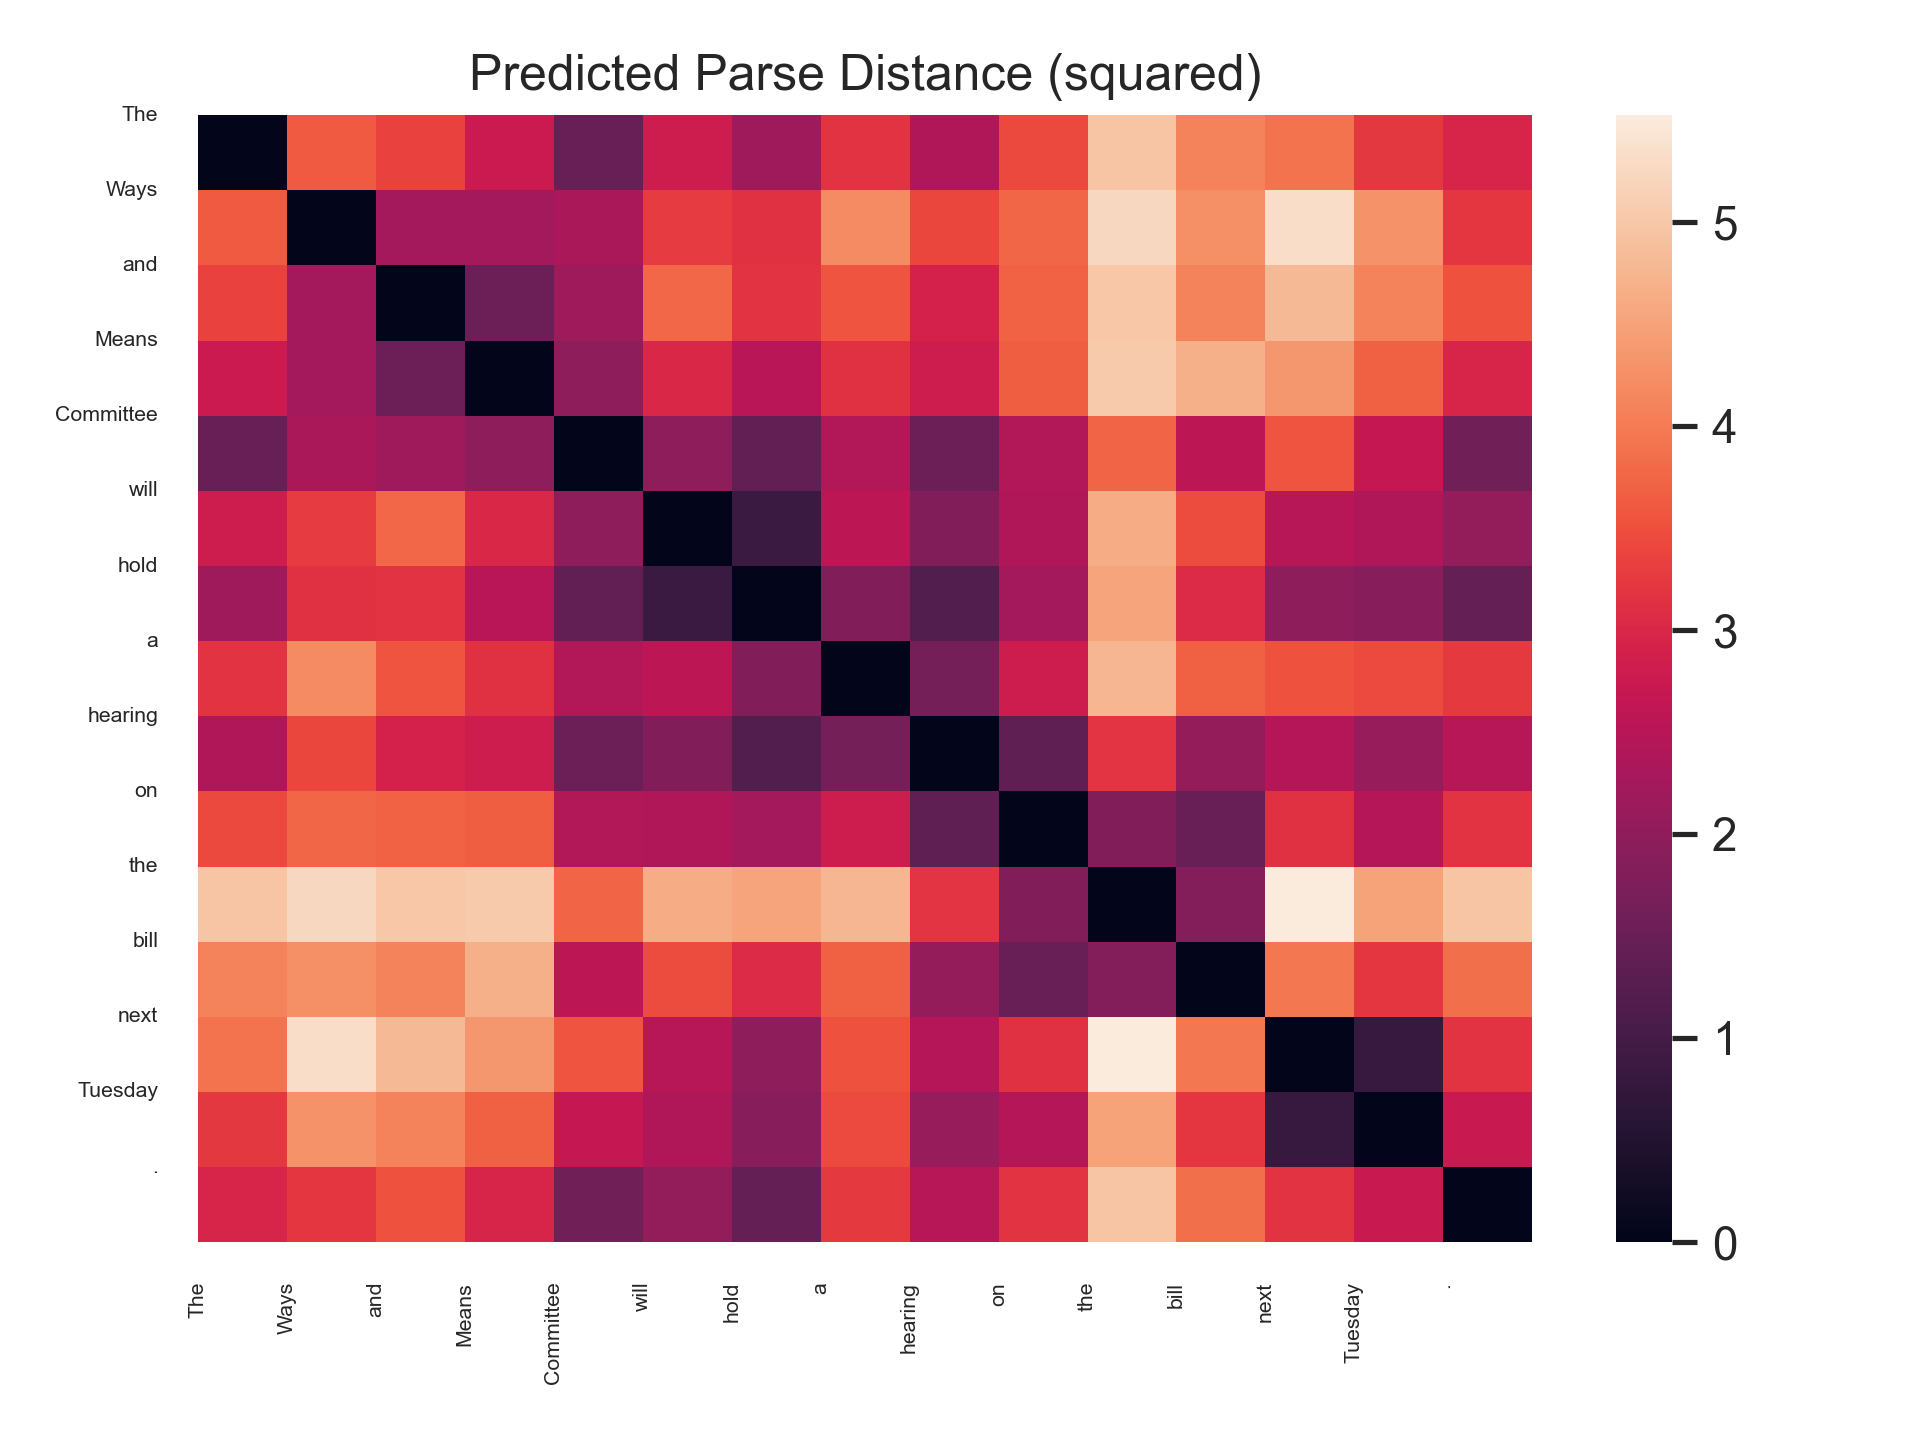 Predicted Parse Distance (squared)
The
Ways
and
Means
Committee
will
hold
a
hearing
on
the
bill
next
Tuesday
.
5
4
3
2
1
0
The
Ways
and
Means
Committee
will
hold
a
hearing
on
the
bill
next
Tuesday
.